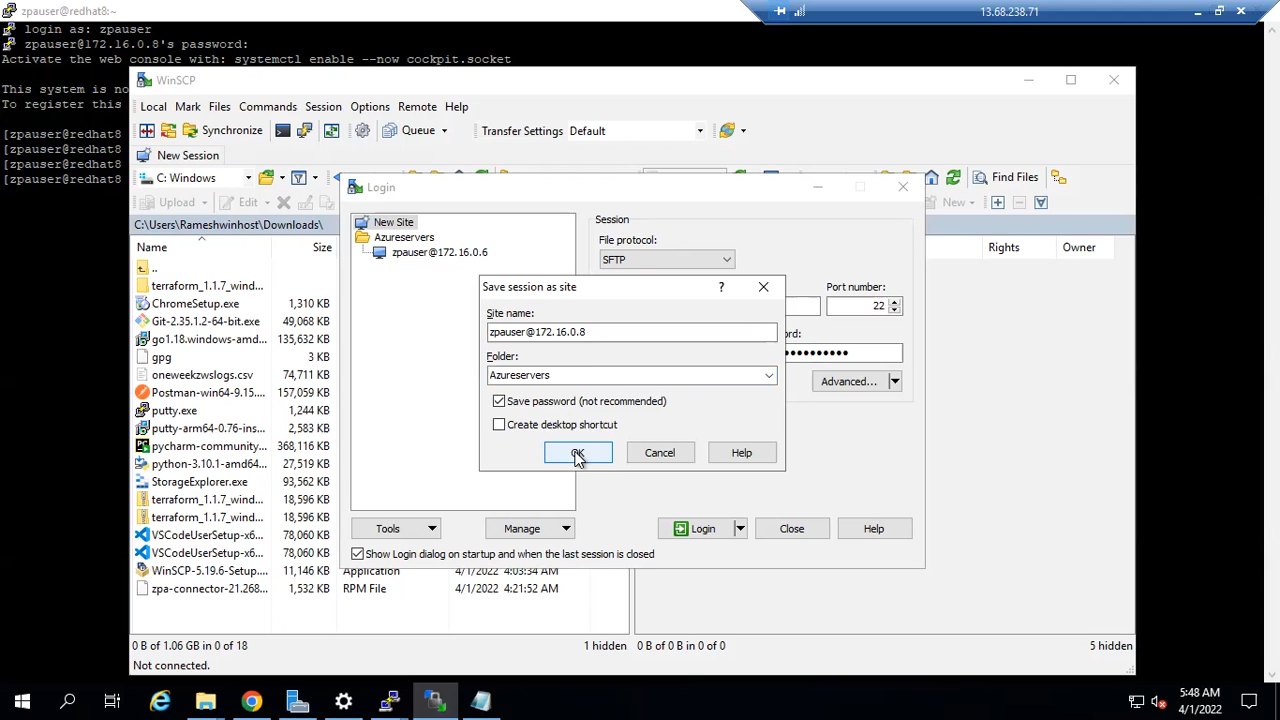 zpauser@redhat8:~
13.68.238.71
login as: zpauser
zpauser@172.16.0.8's password:
Activate the web console with: systemctl enable --now cockpit.socket
This system is no
To register this
[zpauser@redhat8
[zpauser@redhat8
[zpauser@redhat8
[zpauser@redhat8
WinSCP
Local Mark Files Commands Session Options Remote Help
Synchronize Queue Transfer Settings Default
New Session
C: Windows Find Files
Upload Edit New
C:\Users\Rameshwinhost\Downloads\
Name Size Rights Owner
..
terraform_1.1.7_wind...
ChromeSetup.exe 1,310 KB
Git-2.35.1.2-64-bit.exe 49,068 KB
go1.18.windows-amd... 135,632 KB
gpg 3 KB
oneweekzwslogs.csv 74,711 KB
Postman-win64-9.15.... 157,059 KB
putty.exe 1,244 KB
putty-arm64-0.76-ins... 3,000 KB
pycharm-community... 368,116 KB
python-3.10.1-amd64... 27,519 KB
StorageExplorer.exe 93,562 KB
terraform_1.1.7_wind... 18,596 KB
terraform_1.1.7_wind... 18,596 KB
VSCodeUserSetup-x6... 78,060 KB
VSCodeUserSetup-x6... 78,060 KB
WinSCP-5.19.6-Setup.... 11,146 KB Application 4/1/2022 4:03:34 AM
zpa-connector-21.268... 1,532 KB RPM File 4/1/2022 4:21:52 AM
Login
New Site
Azureservers
zpauser@172.16.0.6
Session
File protocol:
SFTP
Port number:
22
Advanced...
Save session as site
Site name:
zpauser@172.16.0.8
Folder:
Azureservers
Save password (not recommended)
Create desktop shortcut
OK Cancel Help
Tools Manage Login Close Help
Show Login dialog on startup and when the last session is closed
0 B of 1.06 GB in 0 of 18 1 hidden 0 B of 0 B in 0 of 0 5 hidden
Not connected.
5:48 AM
4/1/2022